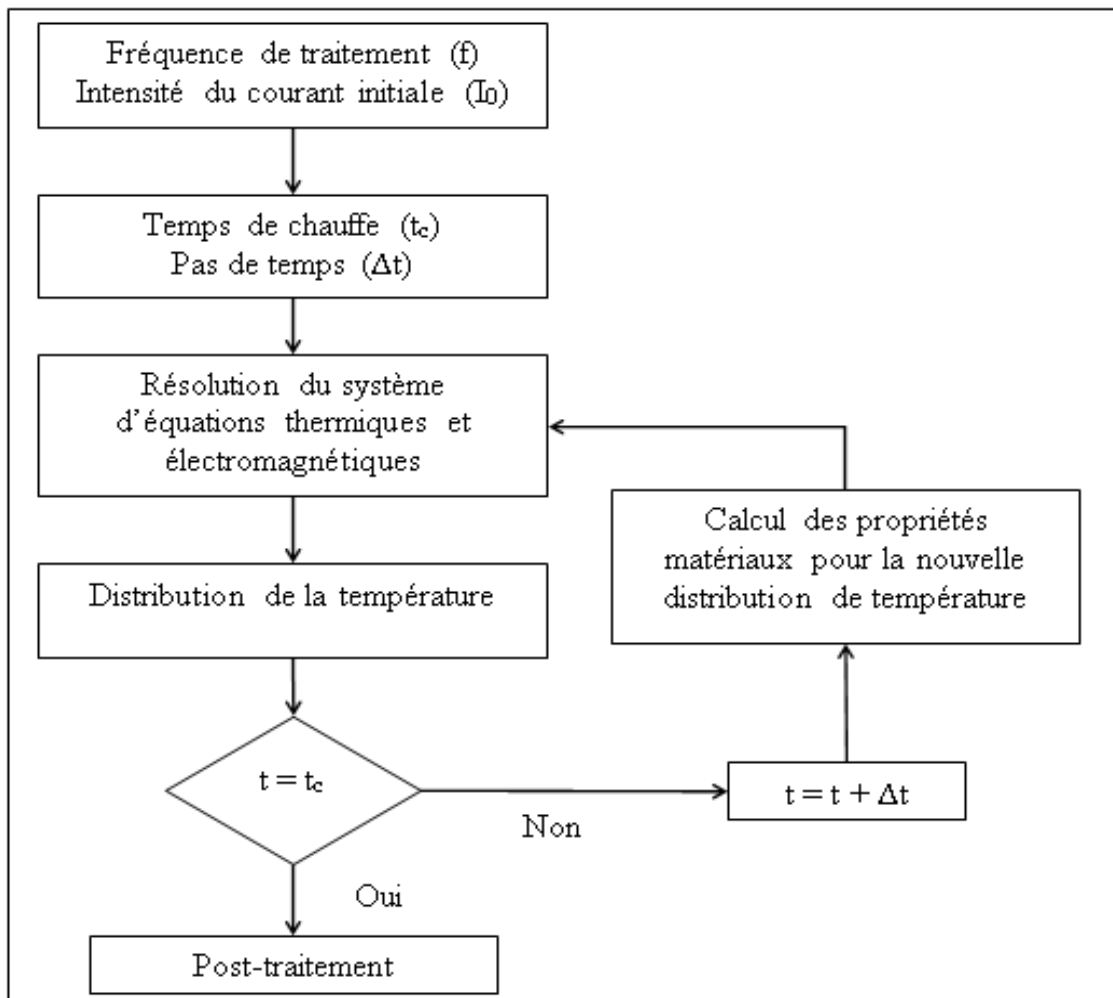 Fréquence de traitement (f)
Intensité du courant initiale (I0)
Temps de chauffe (tc)
Pas de temps (Δt)
Résolution du système
d'équations thermiques et
électromagnétiques
Distribution de la température
Calcul des propriétés
matériaux pour la nouvelle
distribution de température
t = tc
Non
t = t + Δt
Oui
Post-traitement